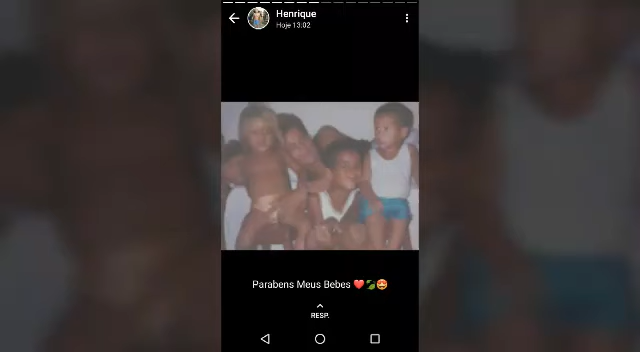 Henrique
Hoje 13:02
Parabens Meus Bebes ❤️🍃🤩
RESP.